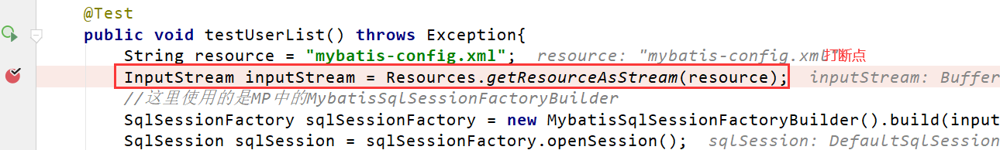 @Test
public void testUserList() throws Exception{
String resource = "mybatis-config.xml"; resource: "mybatis-config.xml 打断点
InputStream inputStream = Resources.getResourceAsStream(resource); inputStream: Buffer
//这里使用的是MP中的MybatisSqlSessionFactoryBuilder
SqlSessionFactory sqlSessionFactory = new MybatisSqlSessionFactoryBuilder().build(input
SqlSession sqlSession = sqlSessionFactory.openSession(); sqlSession: DefaultSqlSession